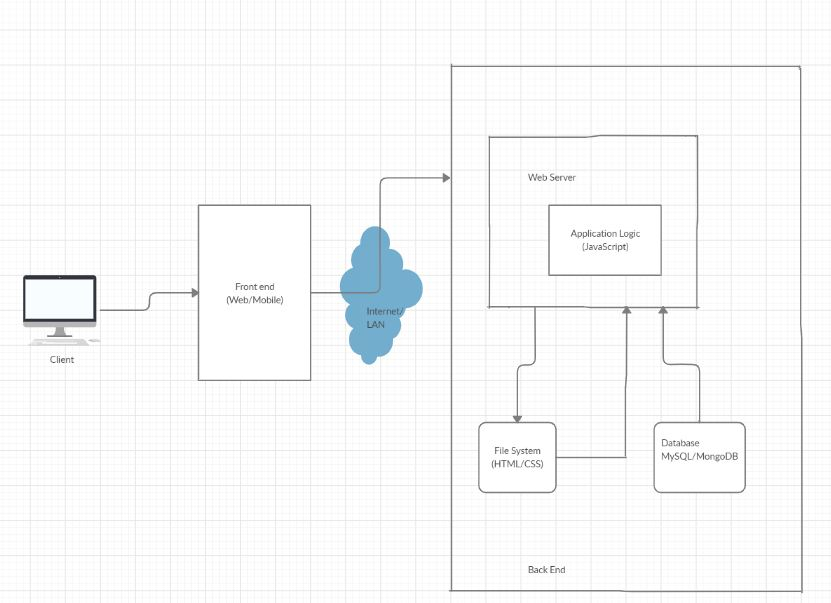 Web Server
Application Logic
(JavaScript)
Front end
(Web/Mobile)
Internet/
LAN
Client
File System
(HTML/CSS)
Database
MySQL/MongoDB
Back End